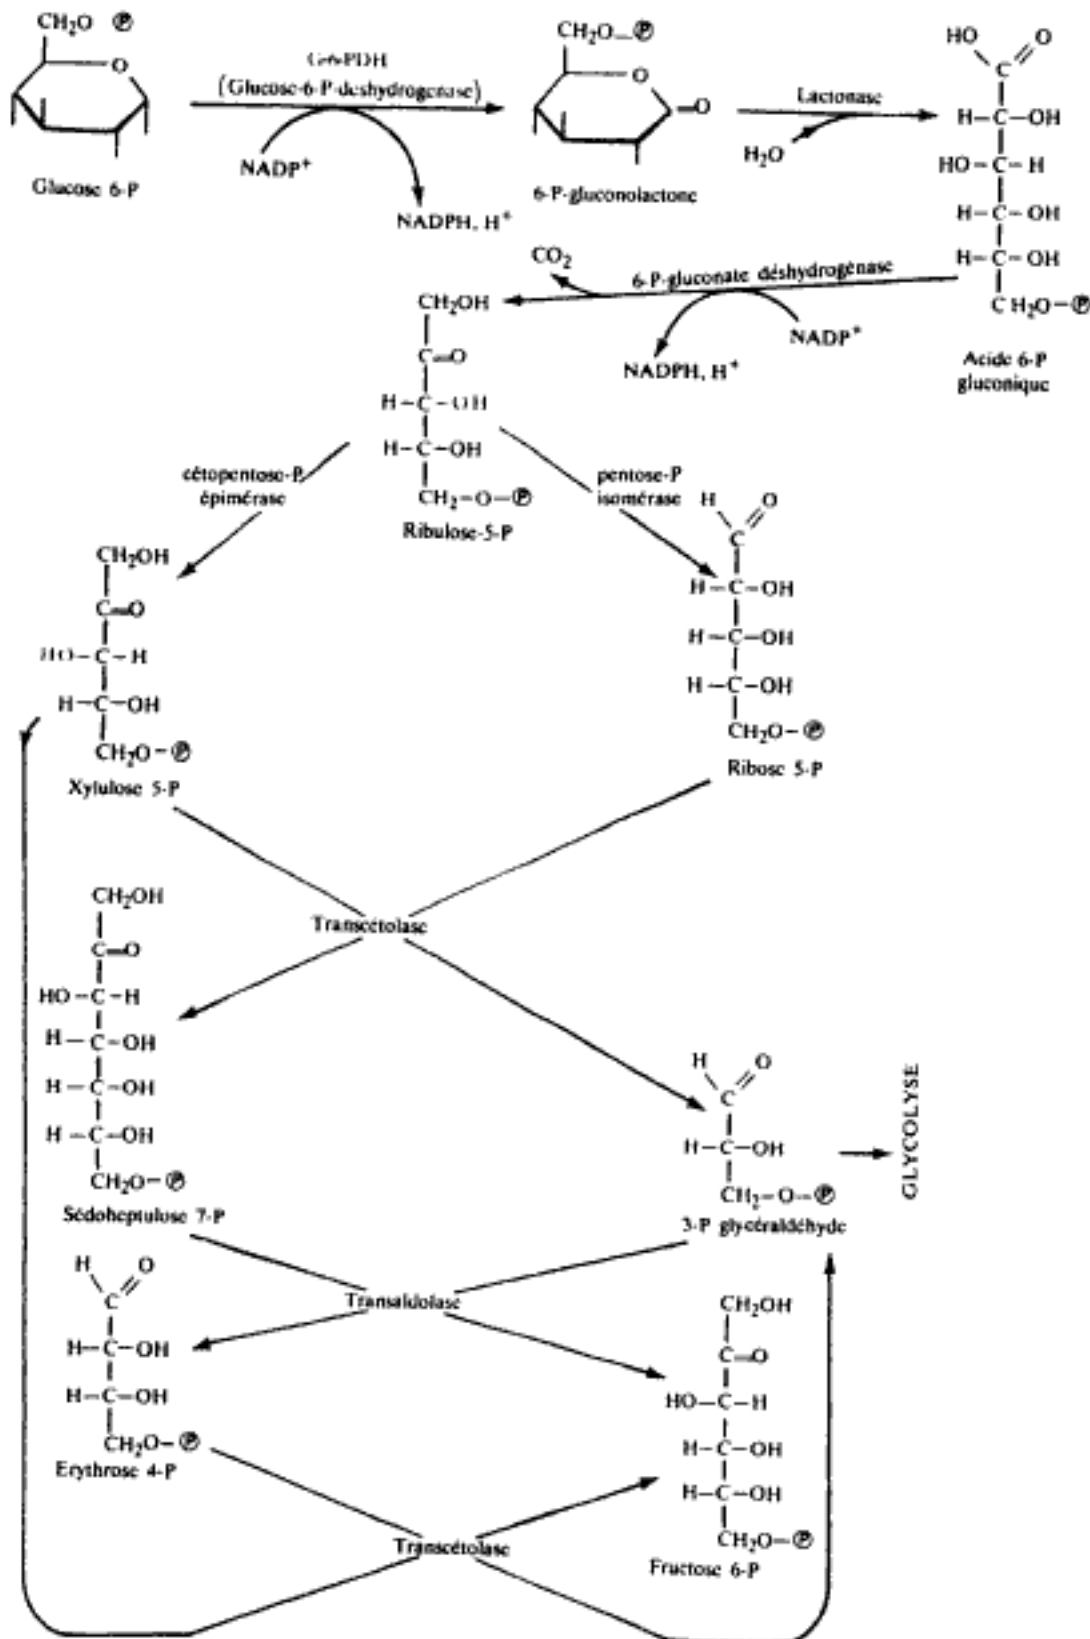 CH₂O Ⓟ
O
Glucose 6-P
G-6-PDH
(Glucose-6-P-deshydrogenase)
NADP⁺
NADPH, H⁺
CH₂O—Ⓟ
O
=O
6-P-gluconolactone
Lactonase
H₂O
HO O
C
H—C—OH
HO—C—H
H—C—OH
H—C—OH
CH₂O—Ⓟ
Acide 6-P
gluconique
CO₂
6-P-gluconate déshydrogénase
NADP⁺
NADPH, H⁺
CH₂OH
C=O
H—C—OH
H—C—OH
CH₂—O—Ⓟ
Ribulose-5-P
cétopentose-P
épimérase
pentose-P
isomérase
CH₂OH
C=O
HO—C—H
H—C—OH
CH₂O—Ⓟ
Xylulose 5-P
H O
C
H—C—OH
H—C—OH
H—C—OH
CH₂O—Ⓟ
Ribose 5-P
Transcétolase
CH₂OH
C=O
HO—C—H
H—C—OH
H—C—OH
H—C—OH
CH₂O—Ⓟ
Sédoheptulose 7-P
H O
C
H—C—OH
CH₂—O—Ⓟ
3-P glycéraldéhyde
GLYCOLYSE
Transaldolase
H O
C
H—C—OH
H—C—OH
CH₂O—Ⓟ
Erythrose 4-P
CH₂OH
C=O
HO—C—H
H—C—OH
H—C—OH
CH₂O—Ⓟ
Fructose 6-P
Transcétolase